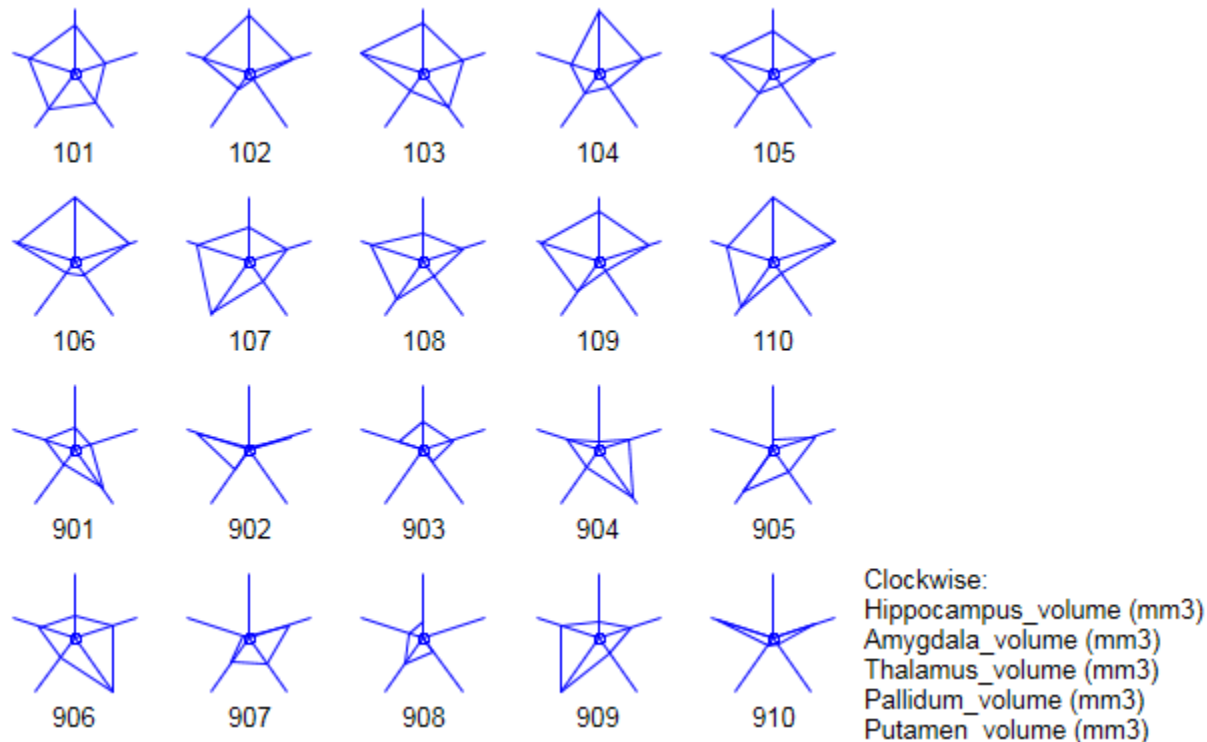 101 102 103 104 105
106 107 108 109 110
901 902 903 904 905
906 907 908 909 910
Clockwise:
Hippocampus_volume (mm3)
Amygdala_volume (mm3)
Thalamus_volume (mm3)
Pallidum_volume (mm3)
Putamen_volume (mm3)